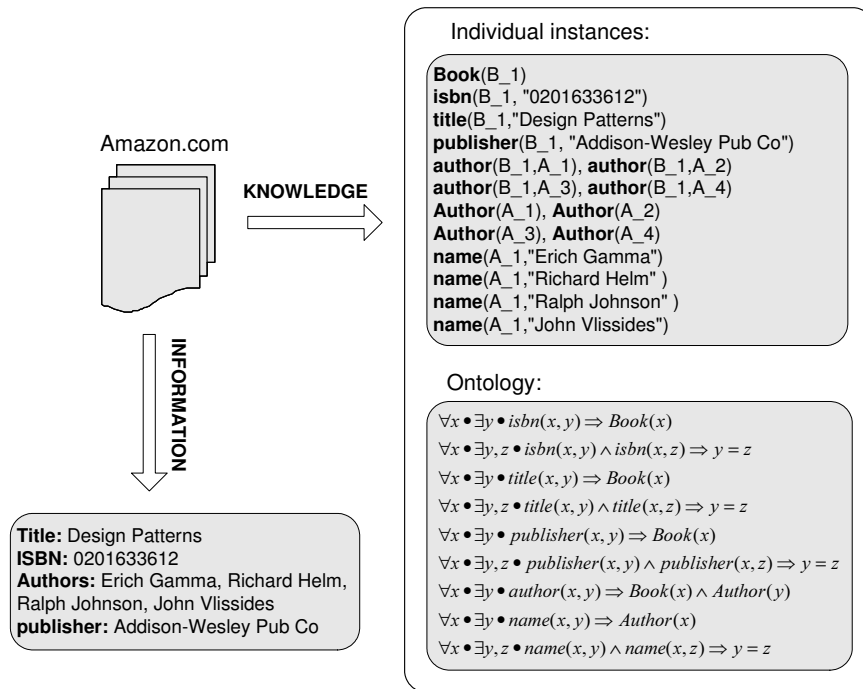 Amazon.com
KNOWLEDGE
INFORMATION
Title: Design Patterns
ISBN: 0201633612
Authors: Erich Gamma, Richard Helm,
Ralph Johnson, John Vlissides
publisher: Addison-Wesley Pub Co
Individual instances:
Book(B_1)
isbn(B_1, "0201633612")
title(B_1,"Design Patterns")
publisher(B_1, "Addison-Wesley Pub Co")
author(B_1,A_1), author(B_1,A_2)
author(B_1,A_3), author(B_1,A_4)
Author(A_1), Author(A_2)
Author(A_3), Author(A_4)
name(A_1,"Erich Gamma")
name(A_1,"Richard Helm" )
name(A_1,"Ralph Johnson" )
name(A_1,"John Vlissides")
Ontology:
∀x • ∃y • isbn(x, y) ⇒ Book(x)
∀x • ∃y, z • isbn(x, y) ∧ isbn(x, z) ⇒ y = z
∀x • ∃y • title(x, y) ⇒ Book(x)
∀x • ∃y, z • title(x, y) ∧ title(x, z) ⇒ y = z
∀x • ∃y • publisher(x, y) ⇒ Book(x)
∀x • ∃y, z • publisher(x, y) ∧ publisher(x, z) ⇒ y = z
∀x • ∃y • author(x, y) ⇒ Book(x) ∧ Author(y)
∀x • ∃y • name(x, y) ⇒ Author(x)
∀x • ∃y, z • name(x, y) ∧ name(x, z) ⇒ y = z